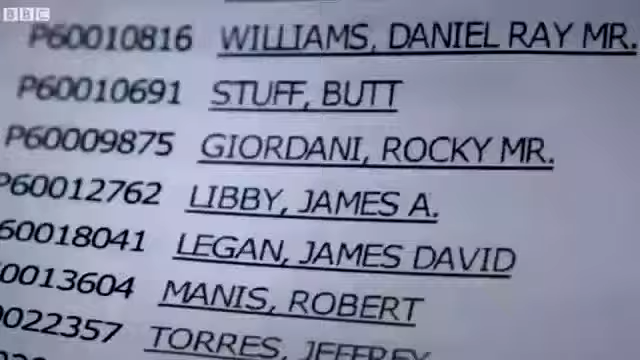 BBC
P60010816 WILLIAMS, DANIEL RAY MR.
P60010691 STUFF, BUTT
P60009875 GIORDANI, ROCKY MR.
P60012762 LIBBY, JAMES A.
60018041 LEGAN, JAMES DAVID
0013604 MANIS, ROBERT
0022357 TORRES, JEFFREY